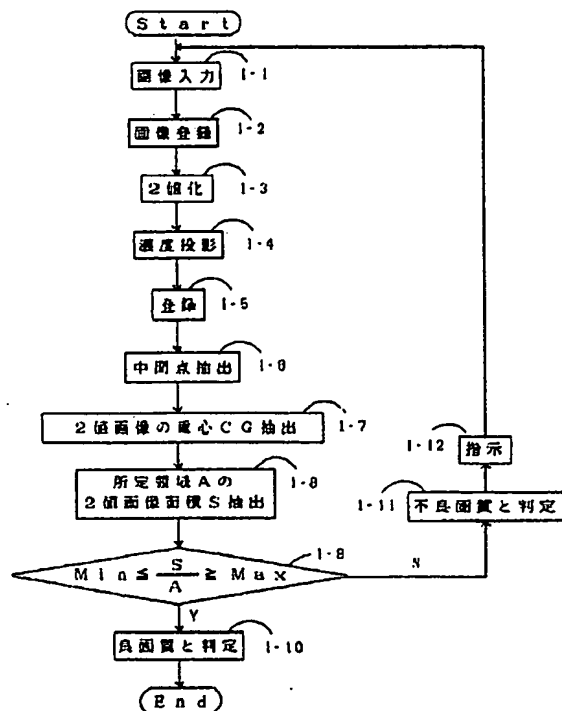 Start
画像入力
1-1
画像登録
1-2
2値化
1-3
濃度投影
1-4
登録
1-5
中間点抽出
1-6
2値画像の重心CG抽出
1-7
所定領域Aの
2値画像面積S抽出
1-8
Min≦S/A≧Max
1-9
N
Y
良画質と判定
1-10
End
不良画質と判定
1-11
指示
1-12